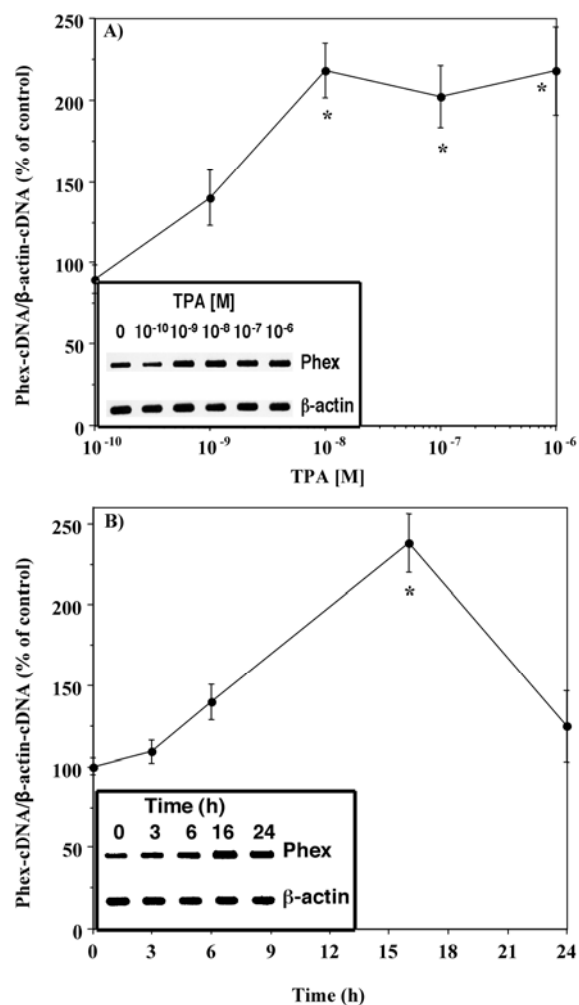 A)
Phex-cDNA/β-actin-cDNA (% of control)
250
200
150
100
50
0
TPA [M]
0 10⁻¹⁰ 10⁻⁹ 10⁻⁸ 10⁻⁷ 10⁻⁶
Phex
β-actin
10⁻¹⁰ 10⁻⁹ 10⁻⁸ 10⁻⁷ 10⁻⁶
TPA [M]
* * *
B)
Phex-cDNA/β-actin-cDNA (% of control)
250
200
150
100
50
0
*
Time (h)
0 3 6 16 24
Phex
β-actin
0 3 6 9 12 15 18 21 24
Time (h)